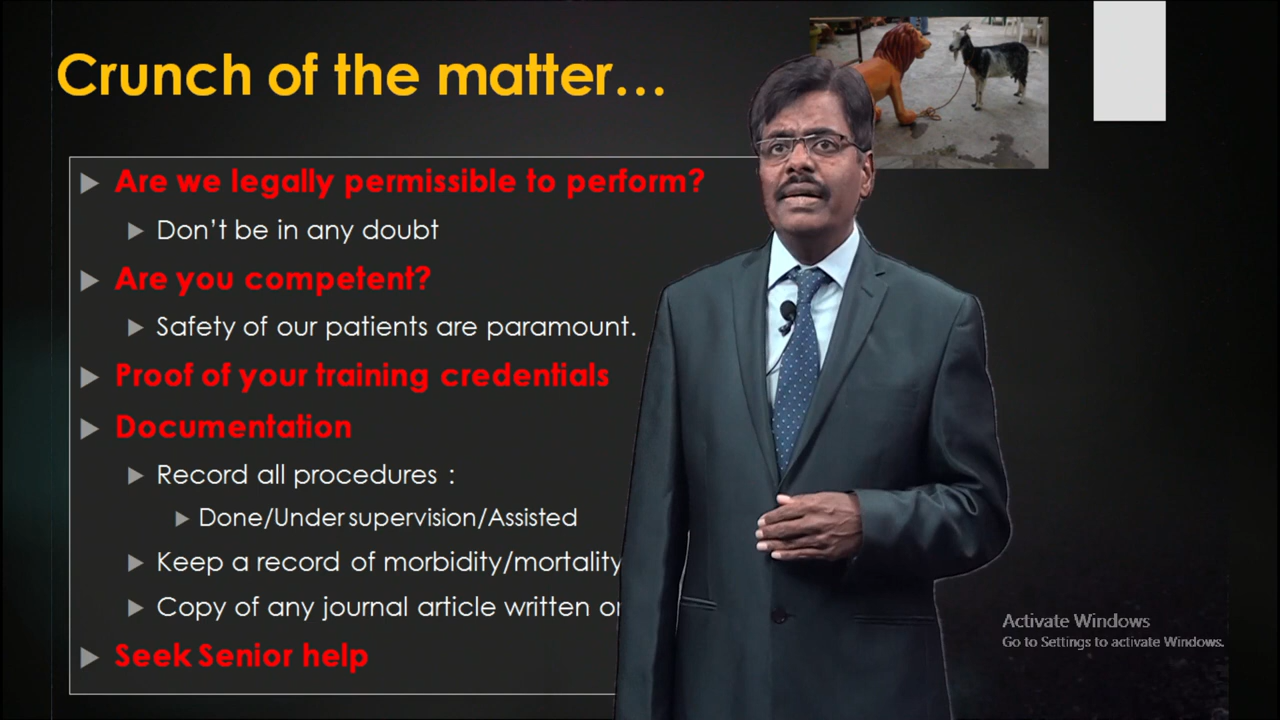 Crunch of the matter...
Are we legally permissible to perform?
Don't be in any doubt
Are you competent?
Safety of our patients are paramount.
Proof of your training credentials
Documentation
Record all procedures :
Done/Under supervision/Assisted
Keep a record of morbidity/mortality
Copy of any journal article written
Seek Senior help
Activate Windows
Go to Settings to activate Windows.